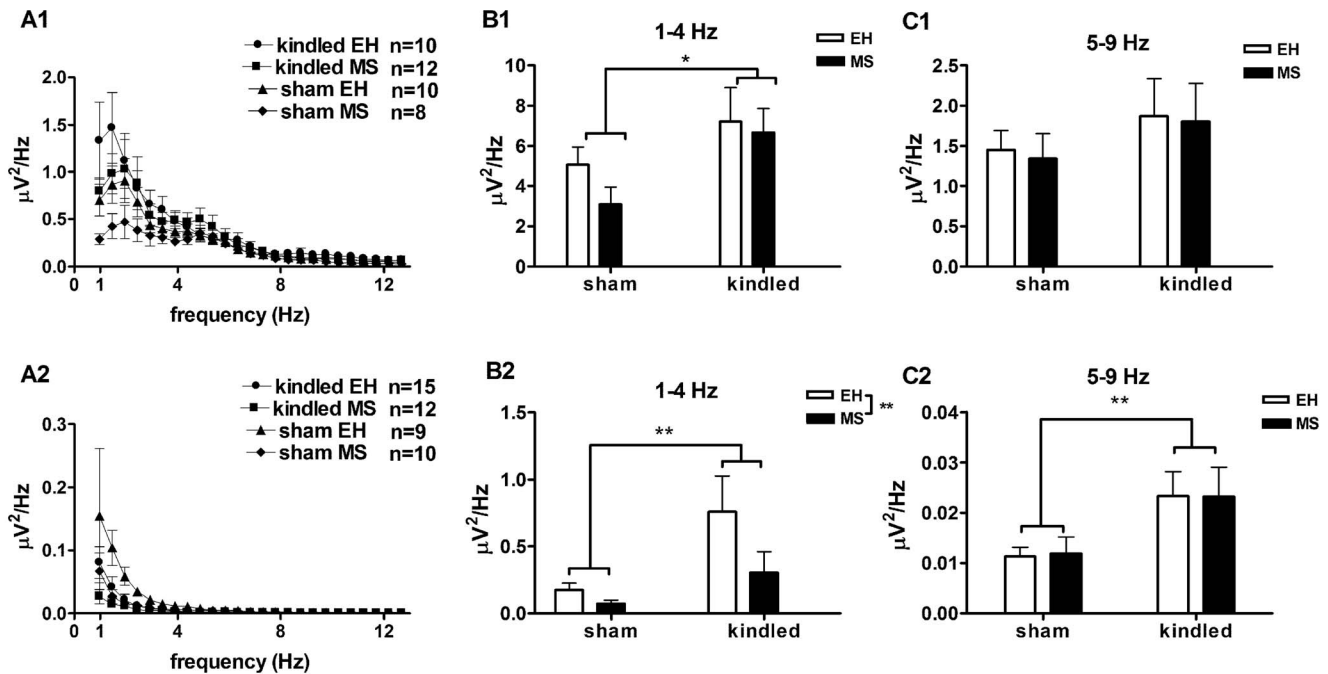 A1
kindled EH n=10
kindled MS n=12
sham EH n=10
sham MS n=8
μV²/Hz
2.0
1.5
1.0
0.5
0.0
0 1 4 8 12
frequency (Hz)
B1
1-4 Hz
EH
MS
*
μV²/Hz
10
8
6
4
2
0
sham kindled
C1
5-9 Hz
EH
MS
μV²/Hz
2.5
2.0
1.5
1.0
0.5
0.0
sham kindled
A2
kindled EH n=15
kindled MS n=12
sham EH n=9
sham MS n=10
μV²/Hz
0.3
0.2
0.1
0.0
0 1 4 8 12
frequency (Hz)
B2
1-4 Hz
EH
MS
**
**
μV²/Hz
1.5
1.0
0.5
0.0
sham kindled
C2
5-9 Hz
EH
MS
**
μV²/Hz
0.04
0.03
0.02
0.01
0.00
sham kindled